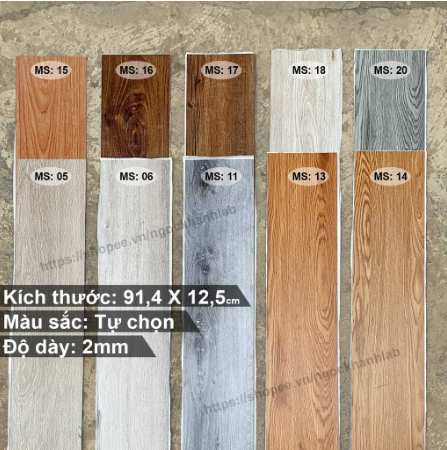 MS: 15
MS: 16
MS: 17
MS: 18
MS: 20
MS: 05
MS: 06
MS: 11
MS: 13
MS: 14
https://shopee.vn/ngockhanhlab
Kích thước: 91,4 X 12,5cm
Màu sắc: Tự chọn
Độ dày: 2mm
https://shopee.vn/ngockhanhlab